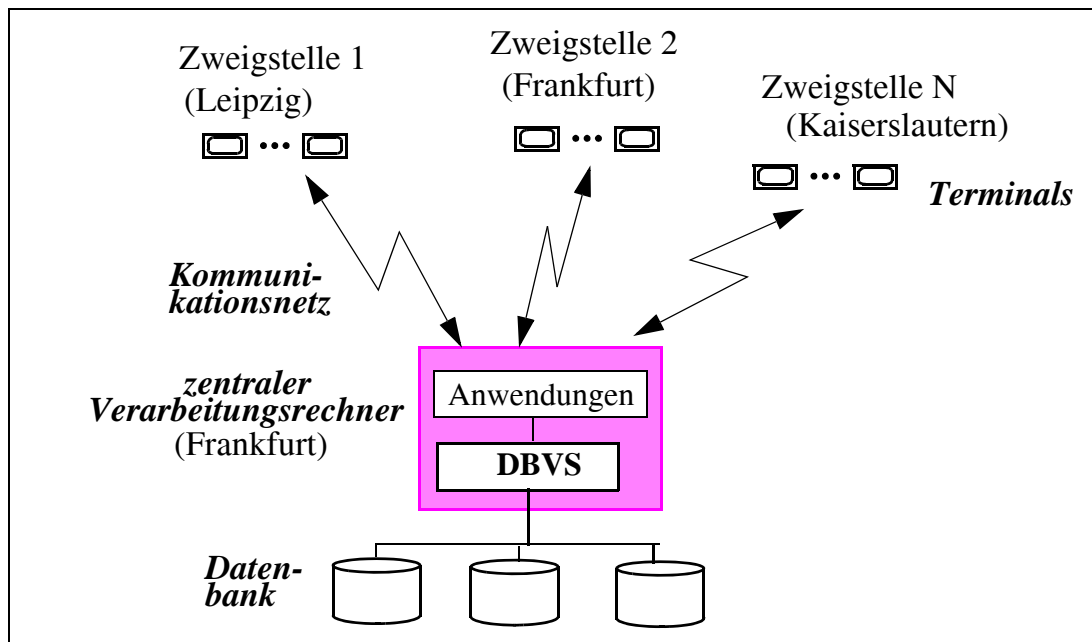 Zweigstelle 1
(Leipzig)
•••
Zweigstelle 2
(Frankfurt)
•••
Zweigstelle N
(Kaiserslautern)
•••
Terminals
Kommuni-
kationsnetz
zentraler
Verarbeitungsrechner
(Frankfurt)
Anwendungen
DBVS
Daten-
bank